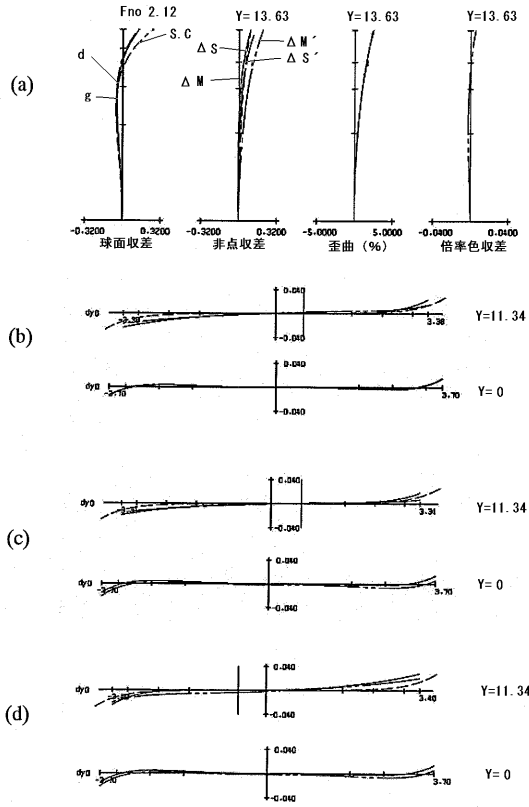 Fno 2.12
Y=13.63
Y=13.63
Y=13.63
(a)
d
g
S.C
ΔS
ΔM
ΔM´
ΔS´
-0.3200
0.3200
-0.3200
0.3200
-5.0000
5.0000
-0.0400
0.0400
球面収差
非点収差
歪曲 (%)
倍率色収差
(b)
dy0
0.040
-0.040
3.38
Y=11.34
dy0
-3.70
0.040
-0.040
3.70
Y=0
(c)
dy0
0.040
-0.040
3.31
Y=11.34
dy0
-3.70
0.040
-0.040
3.70
Y=0
(d)
dy0
0.040
-0.040
3.40
Y=11.34
dy0
-3.70
0.040
-0.040
3.70
Y=0